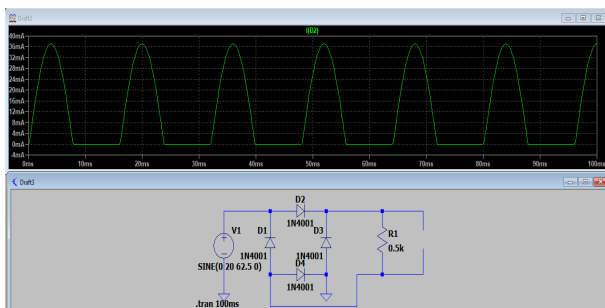 Draft3
I(D2)
40mA
36mA
32mA
28mA
24mA
20mA
16mA
12mA
8mA
4mA
0mA
-4mA
0ms 10ms 20ms 30ms 40ms 50ms 60ms 70ms 80ms 90ms 100ms
Draft3
D2
1N4001
V1
D1
D3
R1
1N4001
1N4001
0.5k
D4
SINE(0 20 62.5 0)
1N4001
.tran 100ms